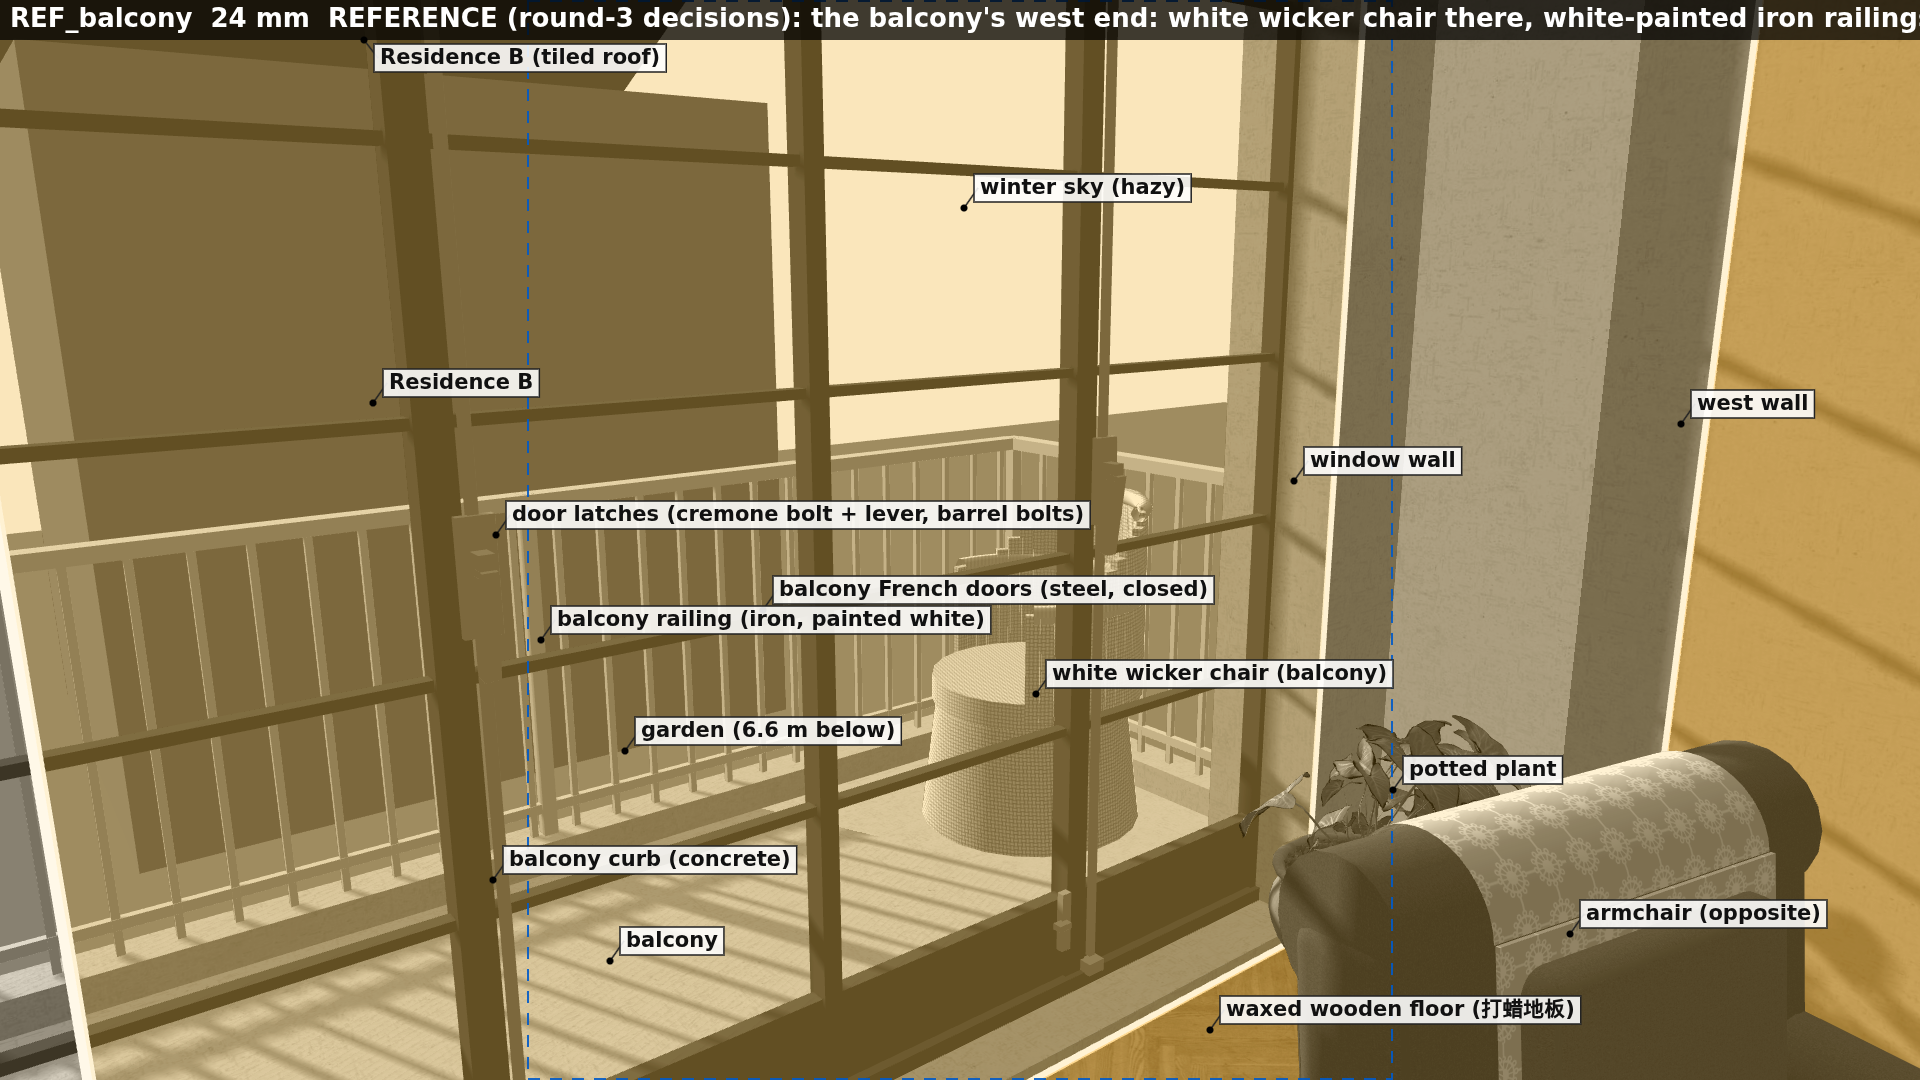 REF_balcony 24 mm REFERENCE (round-3 decisions): the balcony's west end: white wicker chair there, white-painted iron railings
Residence B (tiled roof)
winter sky (hazy)
Residence B
west wall
window wall
door latches (cremone bolt + lever, barrel bolts)
balcony French doors (steel, closed)
balcony railing (iron, painted white)
white wicker chair (balcony)
garden (6.6 m below)
potted plant
balcony curb (concrete)
armchair (opposite)
balcony
waxed wooden floor (打蜡地板)